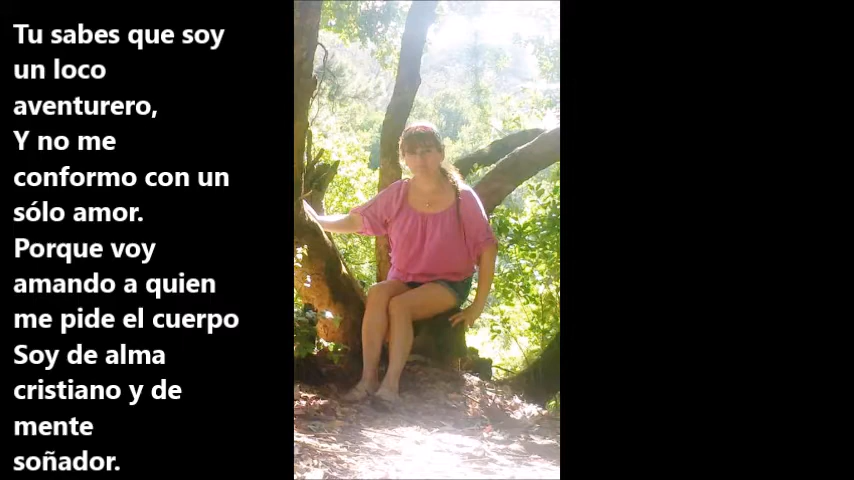 Tu sabes que soy
un loco
aventurero,
Y no me
conformo con un
sólo amor.
Porque voy
amando a quien
me pide el cuerpo
Soy de alma
cristiano y de
mente
soñador.